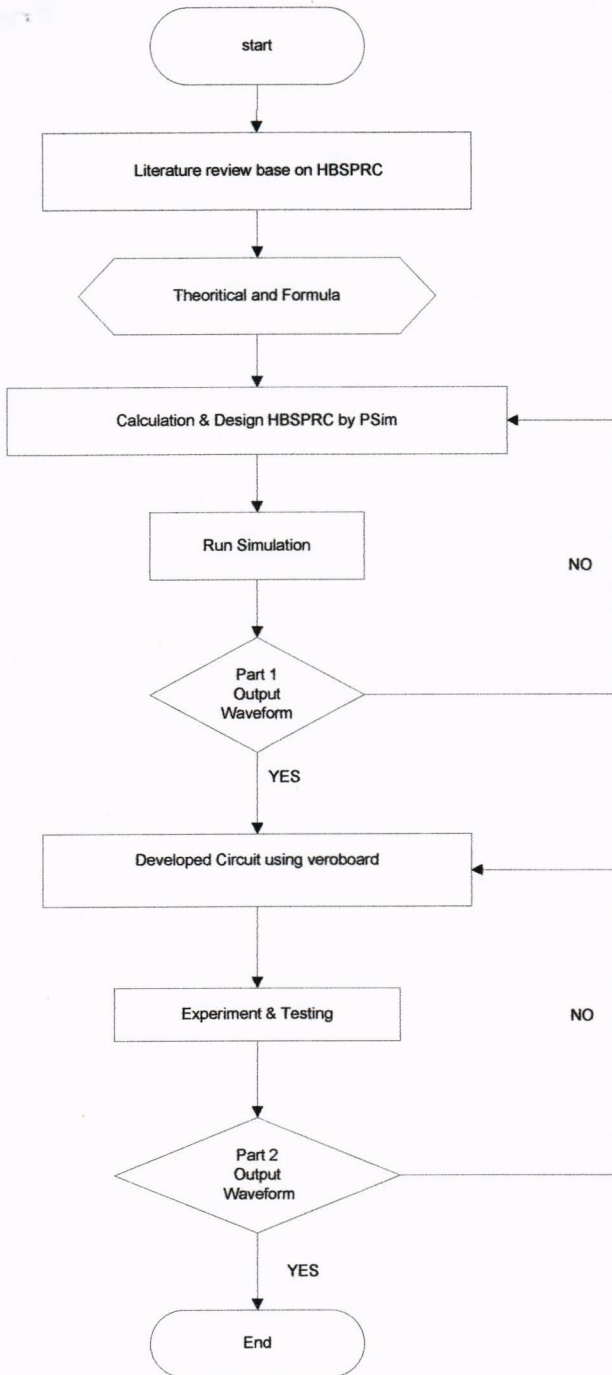 start
Literature review base on HBSPRC
Theoritical and Formula
Calculation & Design HBSPRC by PSim
Run Simulation
NO
Part 1
Output
Waveform
YES
Developed Circuit using veroboard
Experiment & Testing
NO
Part 2
Output
Waveform
YES
End